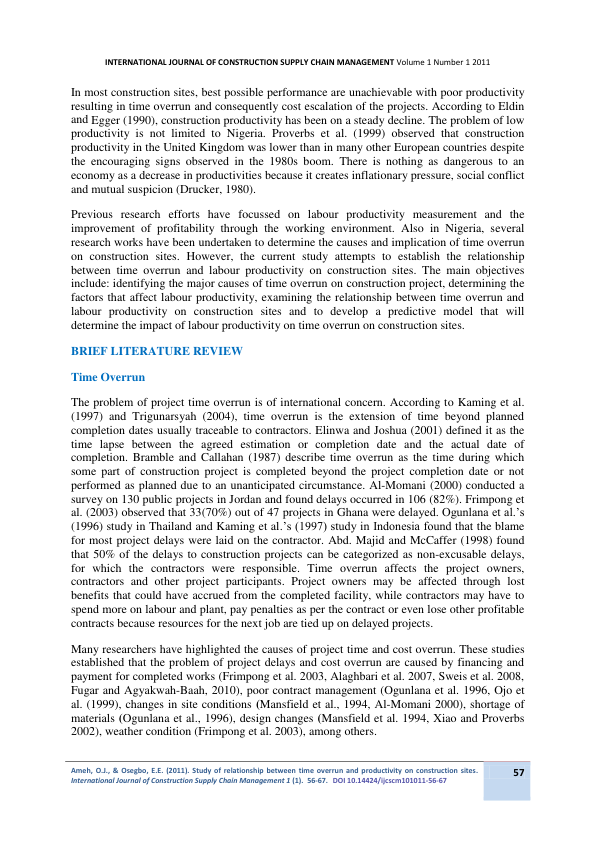 INTERNATIONAL JOURNAL OF CONSTRUCTION SUPPLY CHAIN MANAGEMENT Volume 1 Number 1 2011
In most construction sites, best possible performance are unachievable with poor productivity
resulting in time overrun and consequently cost escalation of the projects. According to Eldin
and Egger (1990), construction productivity has been on a steady decline. The problem of low
productivity is not limited to Nigeria. Proverbs et al. (1999) observed that construction
productivity in the United Kingdom was lower than in many other European countries despite
the encouraging signs observed in the 1980s boom. There is nothing as dangerous to an
economy as a decrease in productivities because it creates inflationary pressure, social conflict
and mutual suspicion (Drucker, 1980).
Previous research efforts have focussed on labour productivity measurement and the
improvement of profitability through the working environment. Also in Nigeria, several
research works have been undertaken to determine the causes and implication of time overrun
on construction sites. However, the current study attempts to establish the relationship
between time overrun and labour productivity on construction sites. The main objectives
include: identifying the major causes of time overrun on construction project, determining the
factors that affect labour productivity, examining the relationship between time overrun and
labour productivity on construction sites and to develop a predictive model that will
determine the impact of labour productivity on time overrun on construction sites.
BRIEF LITERATURE REVIEW
Time Overrun
The problem of project time overrun is of international concern. According to Kaming et al.
(1997) and Trigunarsyah (2004), time overrun is the extension of time beyond planned
completion dates usually traceable to contractors. Elinwa and Joshua (2001) defined it as the
time lapse between the agreed estimation or completion date and the actual date of
completion. Bramble and Callahan (1987) describe time overrun as the time during which
some part of construction project is completed beyond the project completion date or not
performed as planned due to an unanticipated circumstance. Al-Momani (2000) conducted a
survey on 130 public projects in Jordan and found delays occurred in 106 (82%). Frimpong et
al. (2003) observed that 33(70%) out of 47 projects in Ghana were delayed. Ogunlana et al.'s
(1996) study in Thailand and Kaming et al.'s (1997) study in Indonesia found that the blame
for most project delays were laid on the contractor. Abd. Majid and McCaffer (1998) found
that 50% of the delays to construction projects can be categorized as non-excusable delays,
for which the contractors were responsible. Time overrun affects the project owners,
contractors and other project participants. Project owners may be affected through lost
benefits that could have accrued from the completed facility, while contractors may have to
spend more on labour and plant, pay penalties as per the contract or even lose other profitable
contracts because resources for the next job are tied up on delayed projects.
Many researchers have highlighted the causes of project time and cost overrun. These studies
established that the problem of project delays and cost overrun are caused by financing and
payment for completed works (Frimpong et al. 2003, Alaghbari et al. 2007, Sweis et al. 2008,
Fugar and Agyakwah-Baah, 2010), poor contract management (Ogunlana et al. 1996, Ojo et
al. (1999), changes in site conditions (Mansfield et al., 1994, Al-Momani 2000), shortage of
materials (Ogunlana et al., 1996), design changes (Mansfield et al. 1994, Xiao and Proverbs
2002), weather condition (Frimpong et al. 2003), among others.
Ameh, O.J., & Osegbo, E.E. (2011). Study of relationship between time overrun and productivity on construction sites.
International Journal of Construction Supply Chain Management 1 (1). 56-67. DOI 10.14424/ijcscm101011-56-67
57